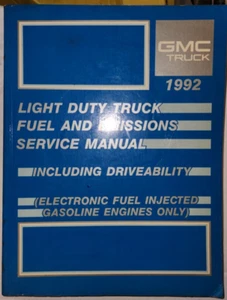 GMC
TRUCK
1992
LIGHT DUTY TRUCK
FUEL AND EMISSIONS
SERVICE MANUAL
INCLUDING DRIVEABILITY
(ELECTRONIC FUEL INJECTED
GASOLINE ENGINES ONLY)